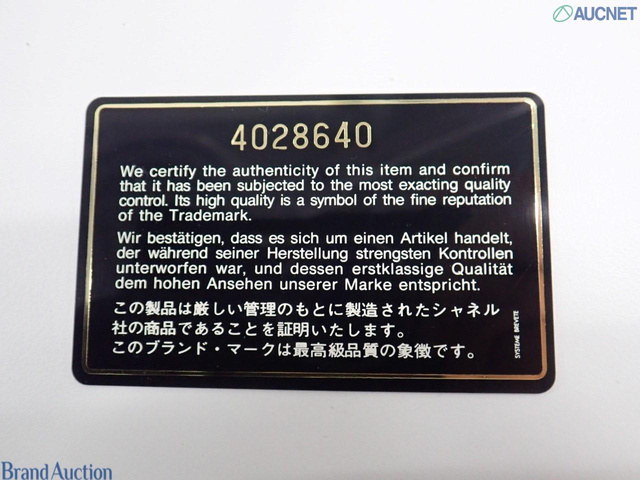 AUCNET
4028640
We certify the authenticity of this item and confirm
that it has been subjected to the most exacting quality
control. Its high quality is a symbol of the fine reputation
of the Trademark.
Wir bestätigen, dass es sich um einen Artikel handelt,
der während seiner Herstellung strengsten Kontrollen
unterworfen war, und dessen erstklassige Qualität
dem hohen Ansehen unserer Marke entspricht.
この製品は厳しい管理のもとに製造されたシャネル
社の商品であることを証明いたします。
このブランド・マークは最高級品質の象徴です。
SYSTÈME BREVETÉ
Brand Auction